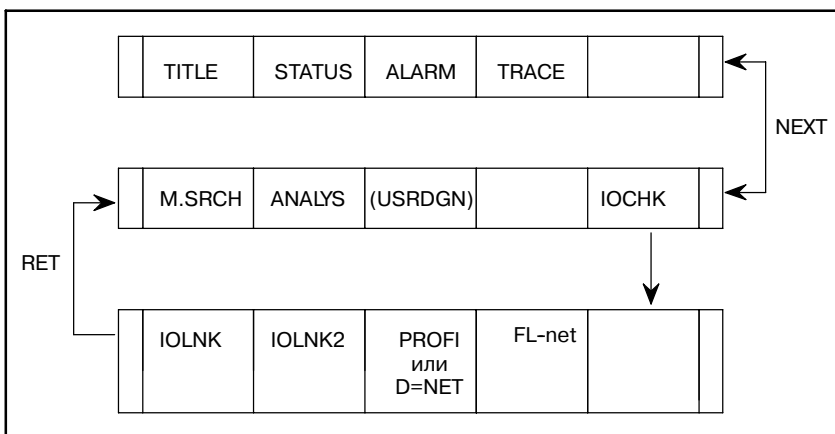 TITLE STATUS ALARM TRACE
NEXT
M.SRCH ANALYS (USRDGN) IOCHK
RET
IOLNK IOLNK2 PROFI FL-net
или
D=NET